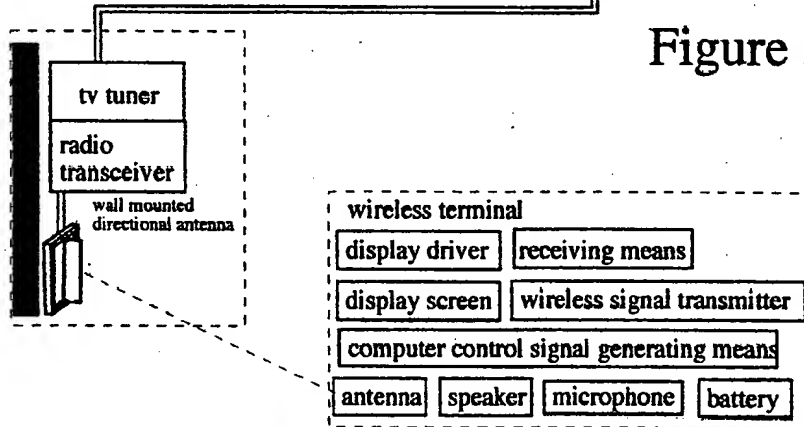 Figure
tv tuner
radio
transceiver
wall mounted
directional antenna
wireless terminal
display driver receiving means
display screen wireless signal transmitter
computer control signal generating means
antenna speaker microphone battery